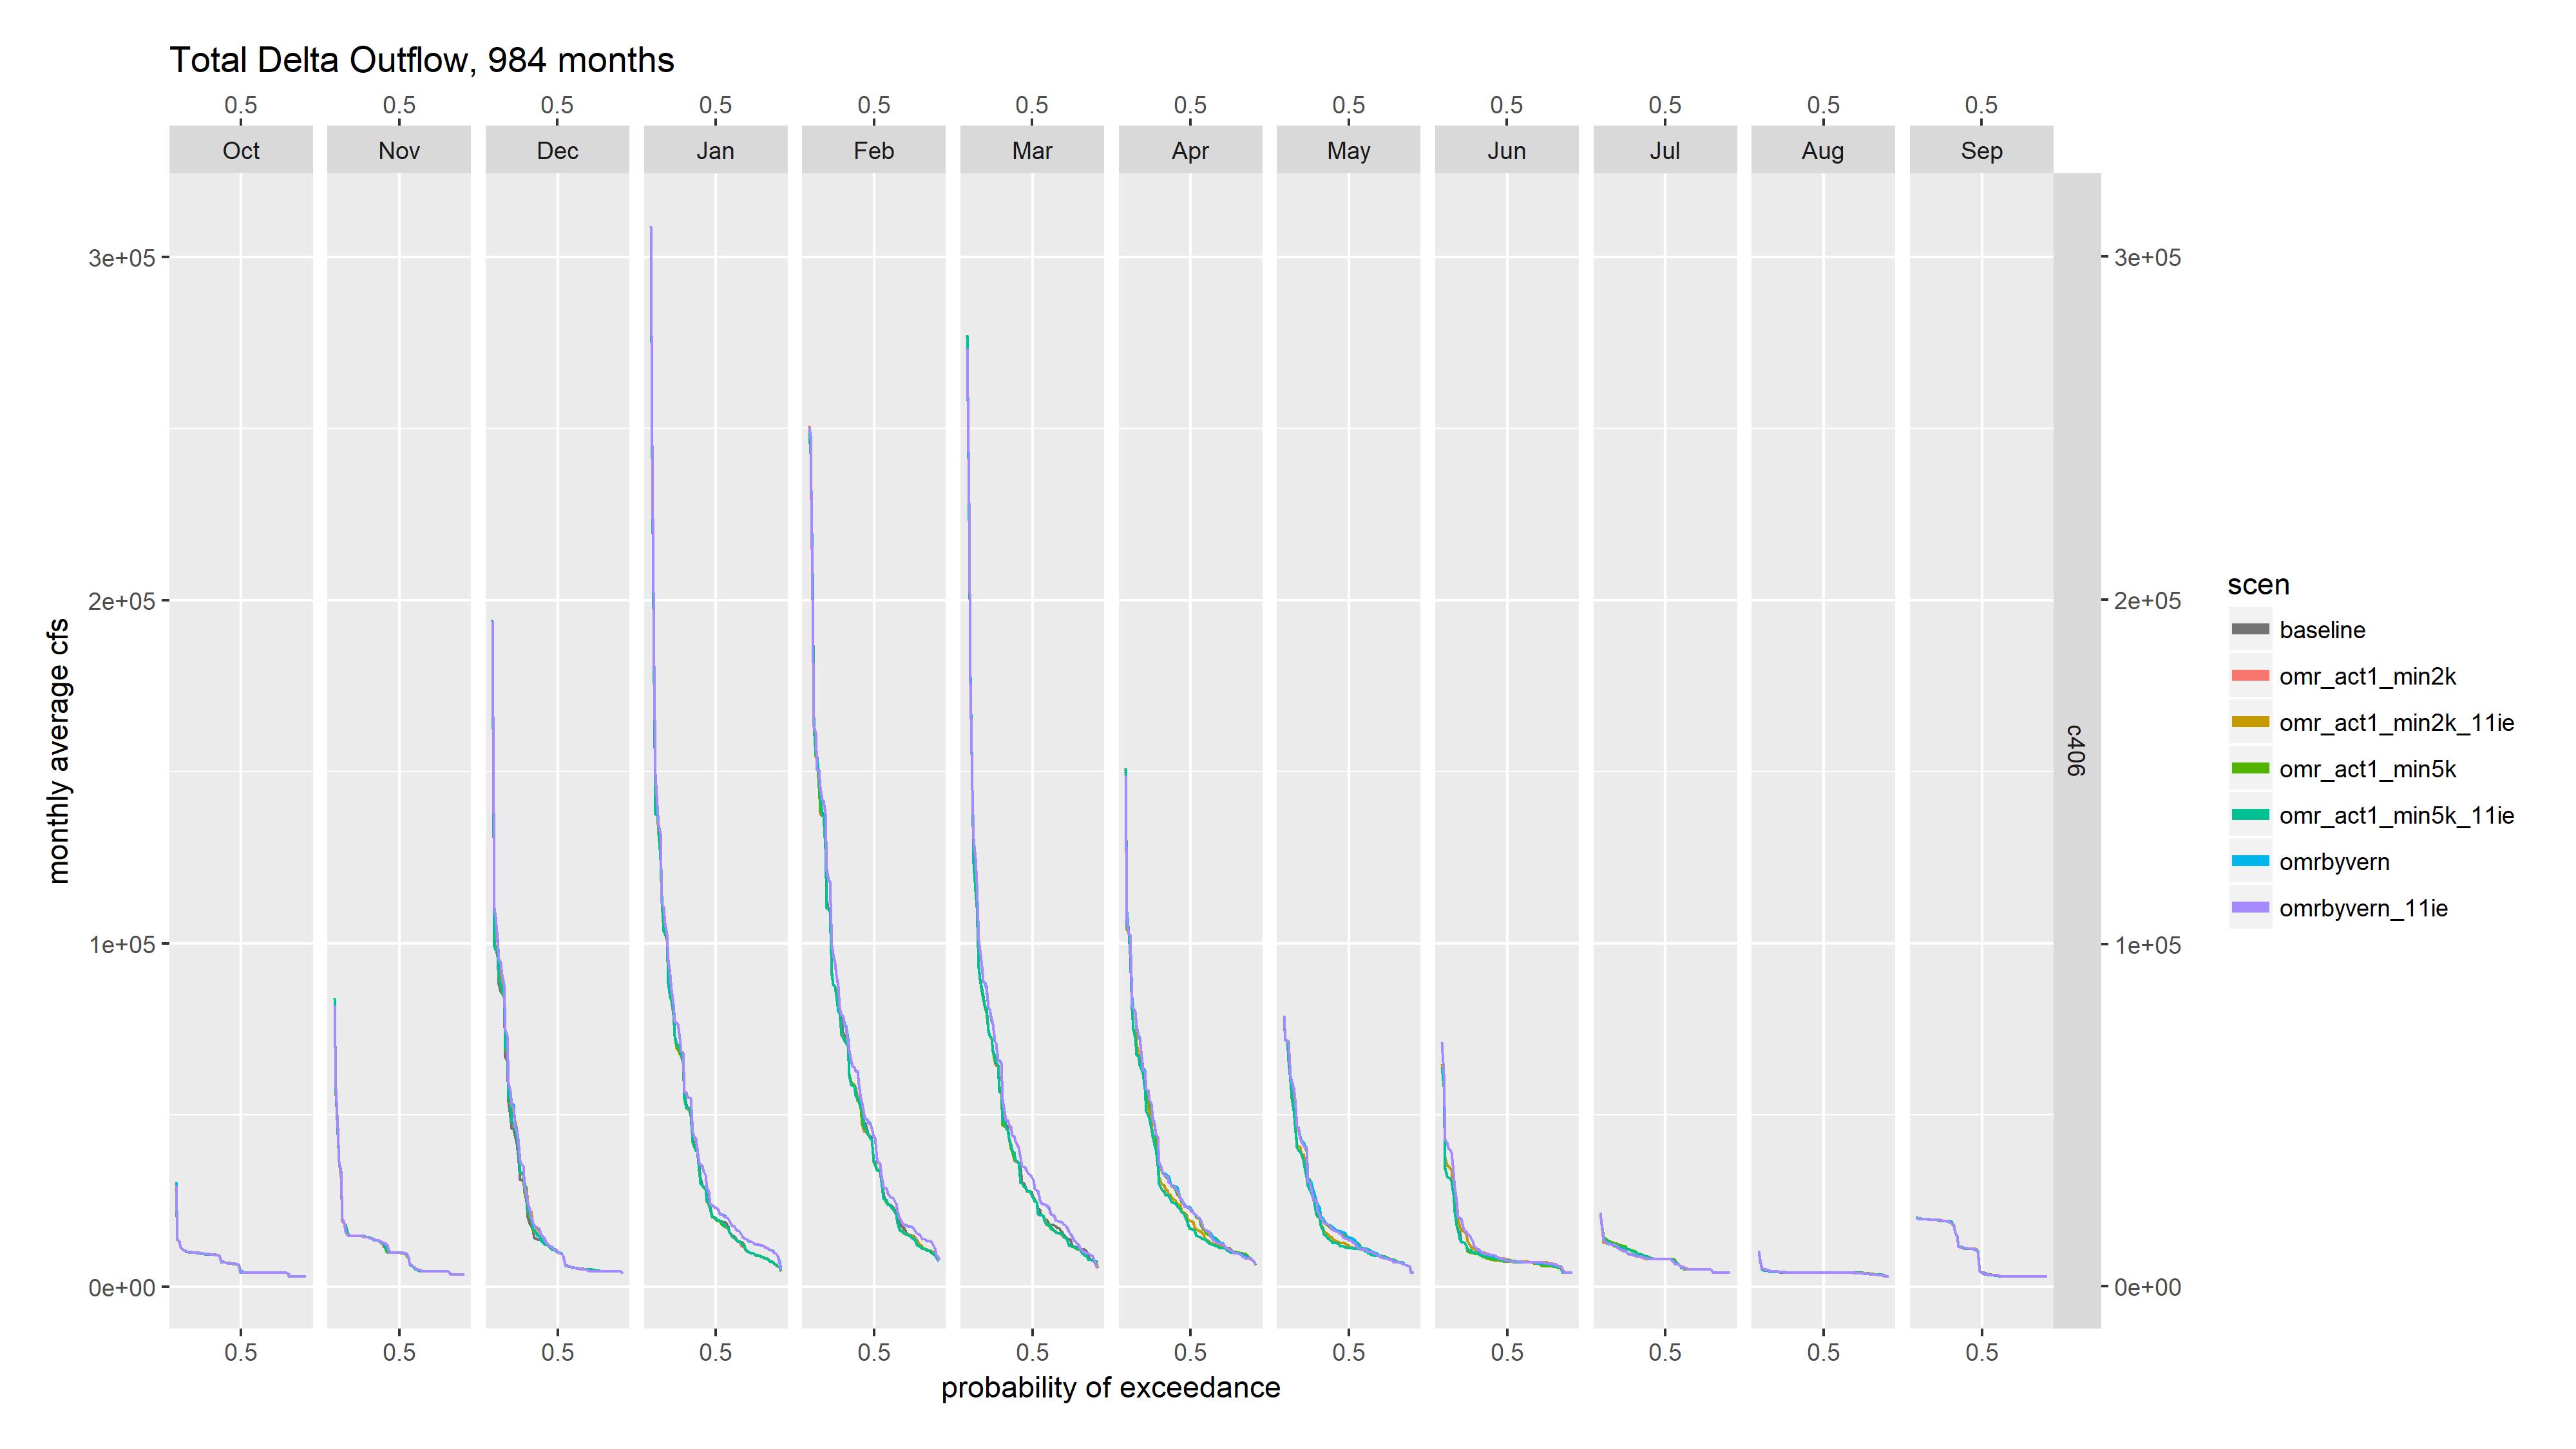 Total Delta Outflow, 984 months
0.5 0.5 0.5 0.5 0.5 0.5 0.5 0.5 0.5 0.5 0.5 0.5
Oct Nov Dec Jan Feb Mar Apr May Jun Jul Aug Sep
3e+05 3e+05
2e+05 2e+05
1e+05 1e+05
0e+00 0e+00
monthly average cfs
c406
0.5 0.5 0.5 0.5 0.5 0.5 0.5 0.5 0.5 0.5 0.5 0.5
probability of exceedance
scen
baseline
omr_act1_min2k
omr_act1_min2k_11ie
omr_act1_min5k
omr_act1_min5k_11ie
omrbyvern
omrbyvern_11ie